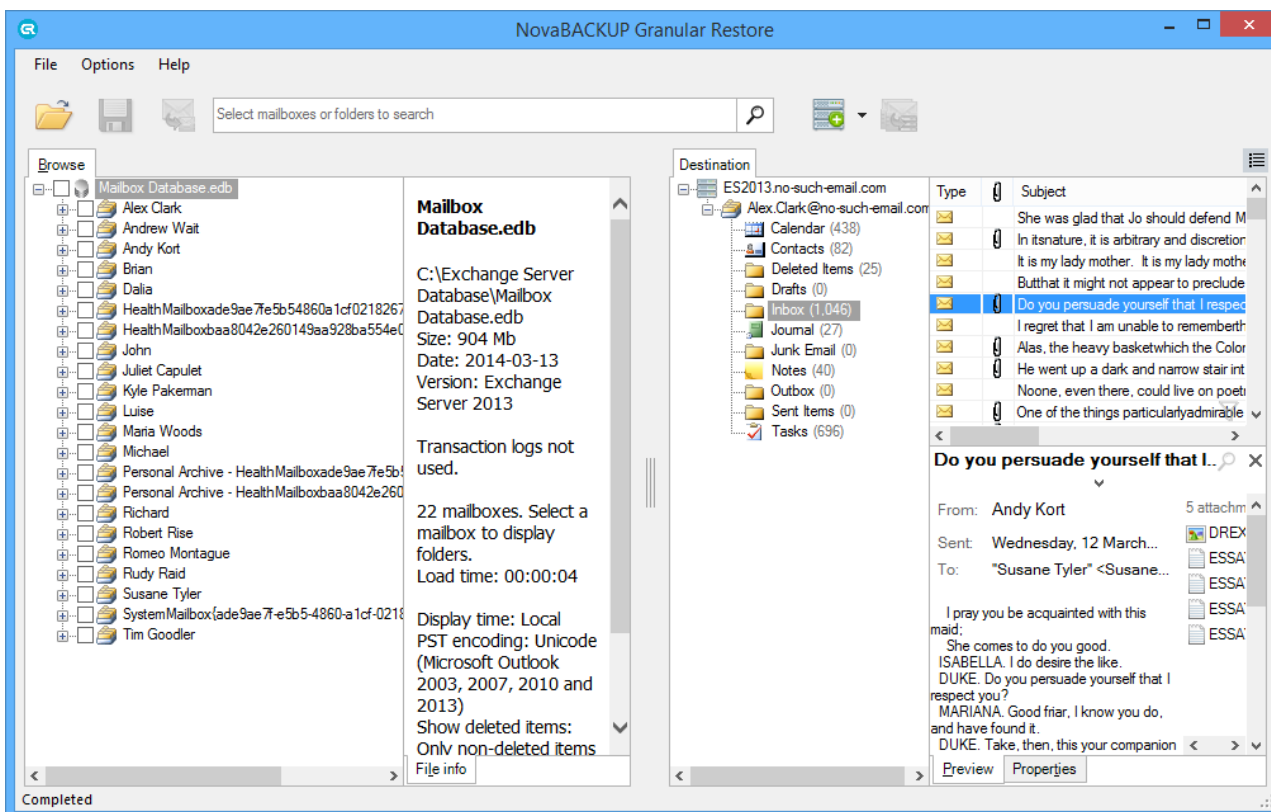 NovaBACKUP Granular Restore
File Options Help
Select mailboxes or folders to search
Browse
Mailbox Database.edb
Alex Clark
Andrew Wait
Andy Kort
Brian
Dalia
HealthMailboxade9ae7fe5b54860a1cf0218267
HealthMailboxbaa8042e260149aa928ba554e0
John
Juliet Capulet
Kyle Pakerman
Luise
Maria Woods
Michael
Personal Archive - HealthMailboxade9ae7fe5b5
Personal Archive - HealthMailboxbaa8042e260
Richard
Robert Rise
Romeo Montague
Rudy Raid
Susane Tyler
SystemMailbox{ade9ae7f-e5b5-4860-a1cf-0218
Tim Goodler
Mailbox
Database.edb
C:\Exchange Server
Database\Mailbox
Database.edb
Size: 904 Mb
Date: 2014-03-13
Version: Exchange
Server 2013
Transaction logs not
used.
22 mailboxes. Select a
mailbox to display
folders.
Load time: 00:00:04
Display time: Local
PST encoding: Unicode
(Microsoft Outlook
2003, 2007, 2010 and
2013)
Show deleted items:
Only non-deleted items
File info
Destination
ES2013.no-such-email.com
Alex.Clark@no-such-email.com
Calendar (438)
Contacts (82)
Deleted Items (25)
Drafts (0)
Inbox (1,046)
Journal (27)
Junk Email (0)
Notes (40)
Outbox (0)
Sent Items (0)
Tasks (696)
Type Subject
She was glad that Jo should defend M
In itsnature, it is arbitrary and discretion
It is my lady mother. It is my lady mothe
Butthat it might not appear to preclude
Do you persuade yourself that I respec
I regret that I am unable to rememberth
Alas, the heavy basketwhich the Color
He went up a dark and narrow stair int
Noone, even there, could live on poetr
One of the things particularlyadmirable
Do you persuade yourself that I..
From: Andy Kort
Sent: Wednesday, 12 March...
To: "Susane Tyler" <Susane...
5 attachm
DREX
ESSA
ESSA
ESSA
ESSA
I pray you be acquainted with this
maid;
She comes to do you good.
ISABELLA. I do desire the like.
DUKE. Do you persuade yourself that I
respect you?
MARIANA. Good friar, I know you do,
and have found it.
DUKE. Take, then, this your companion
Preview Properties
Completed